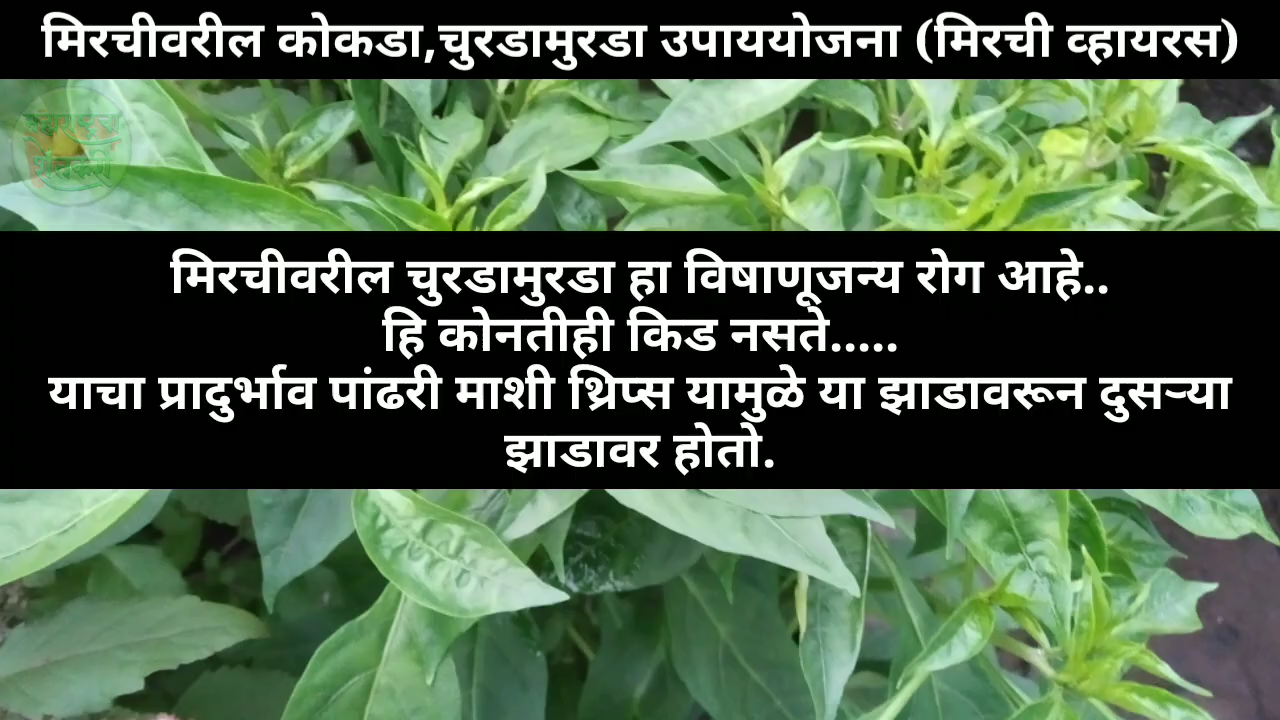 मिरचीवरील कोकडा,चुरडामुरडा उपाययोजना (मिरची व्हायरस)
मिरचीवरील चुरडामुरडा हा विषाणूजन्य रोग आहे..
हि कोनतीही किड नसते.....
याचा प्रादुर्भाव पांढरी माशी थ्रिप्स यामुळे या झाडावरून दुसऱ्या
झाडावर होतो.